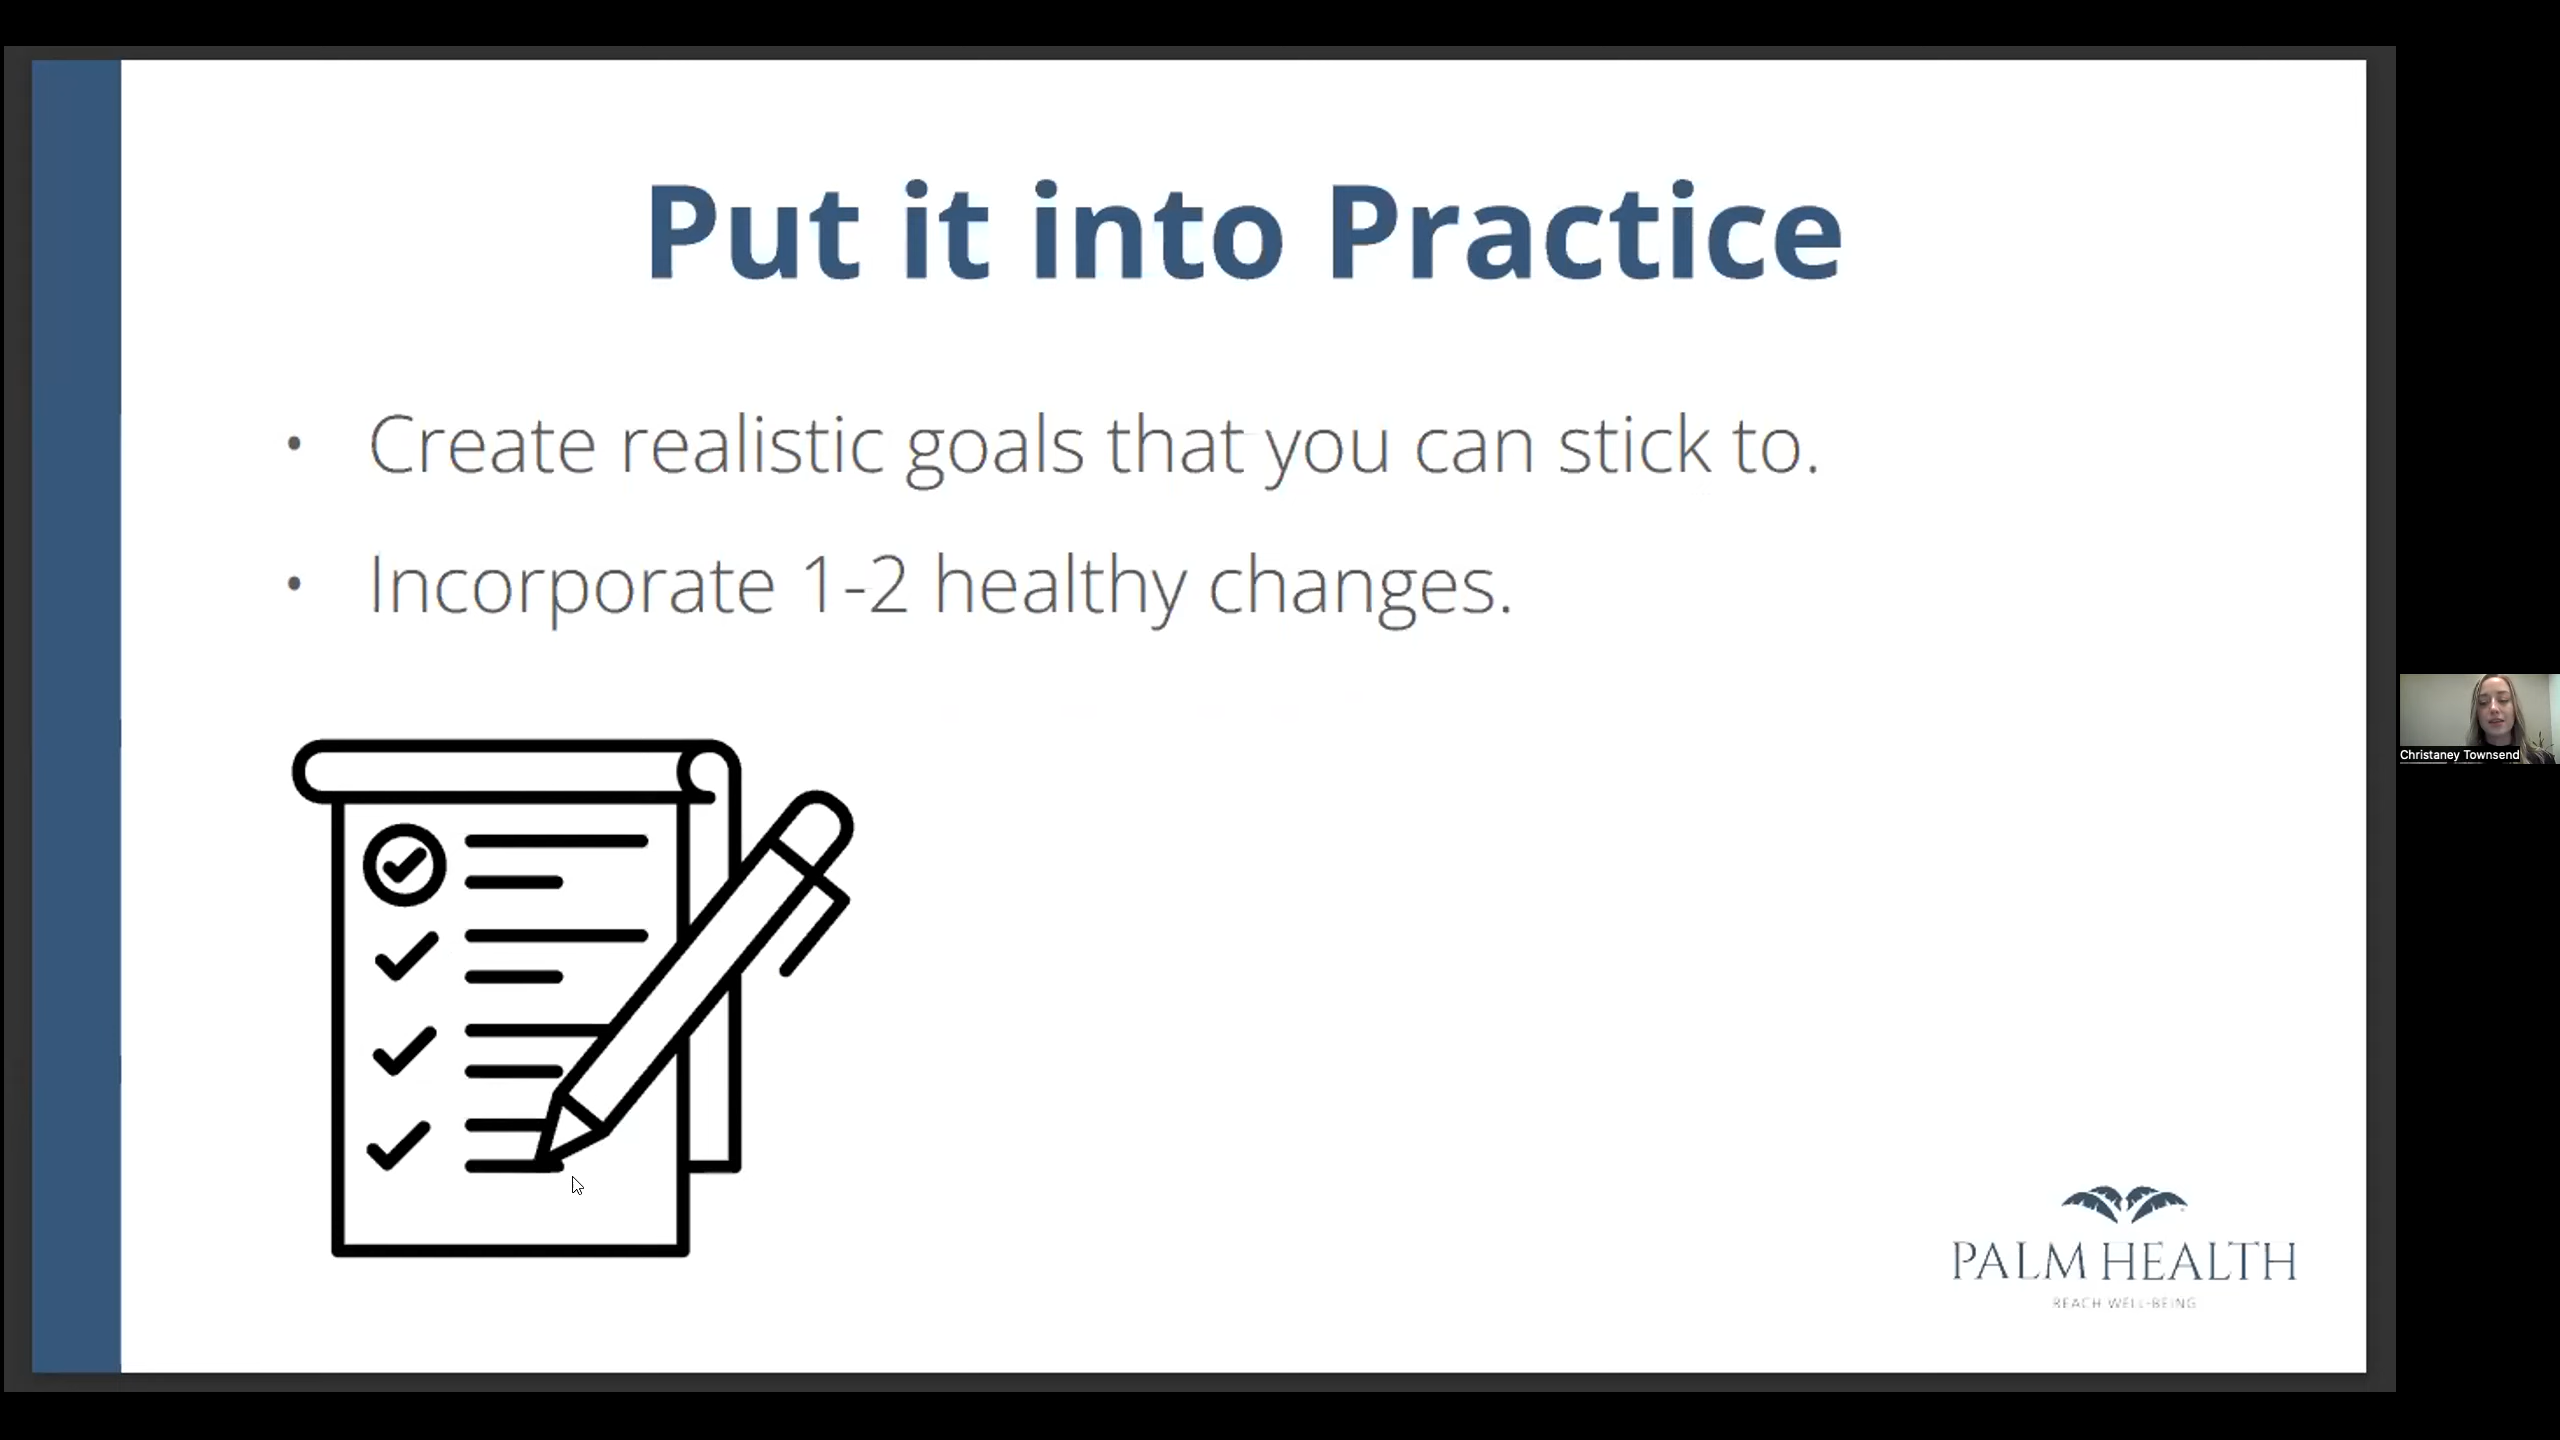 Put it into Practice
• Create realistic goals that you can stick to.
• Incorporate 1-2 healthy changes.
Christaney Townsend
PALM HEALTH
REACH WELL-BEING